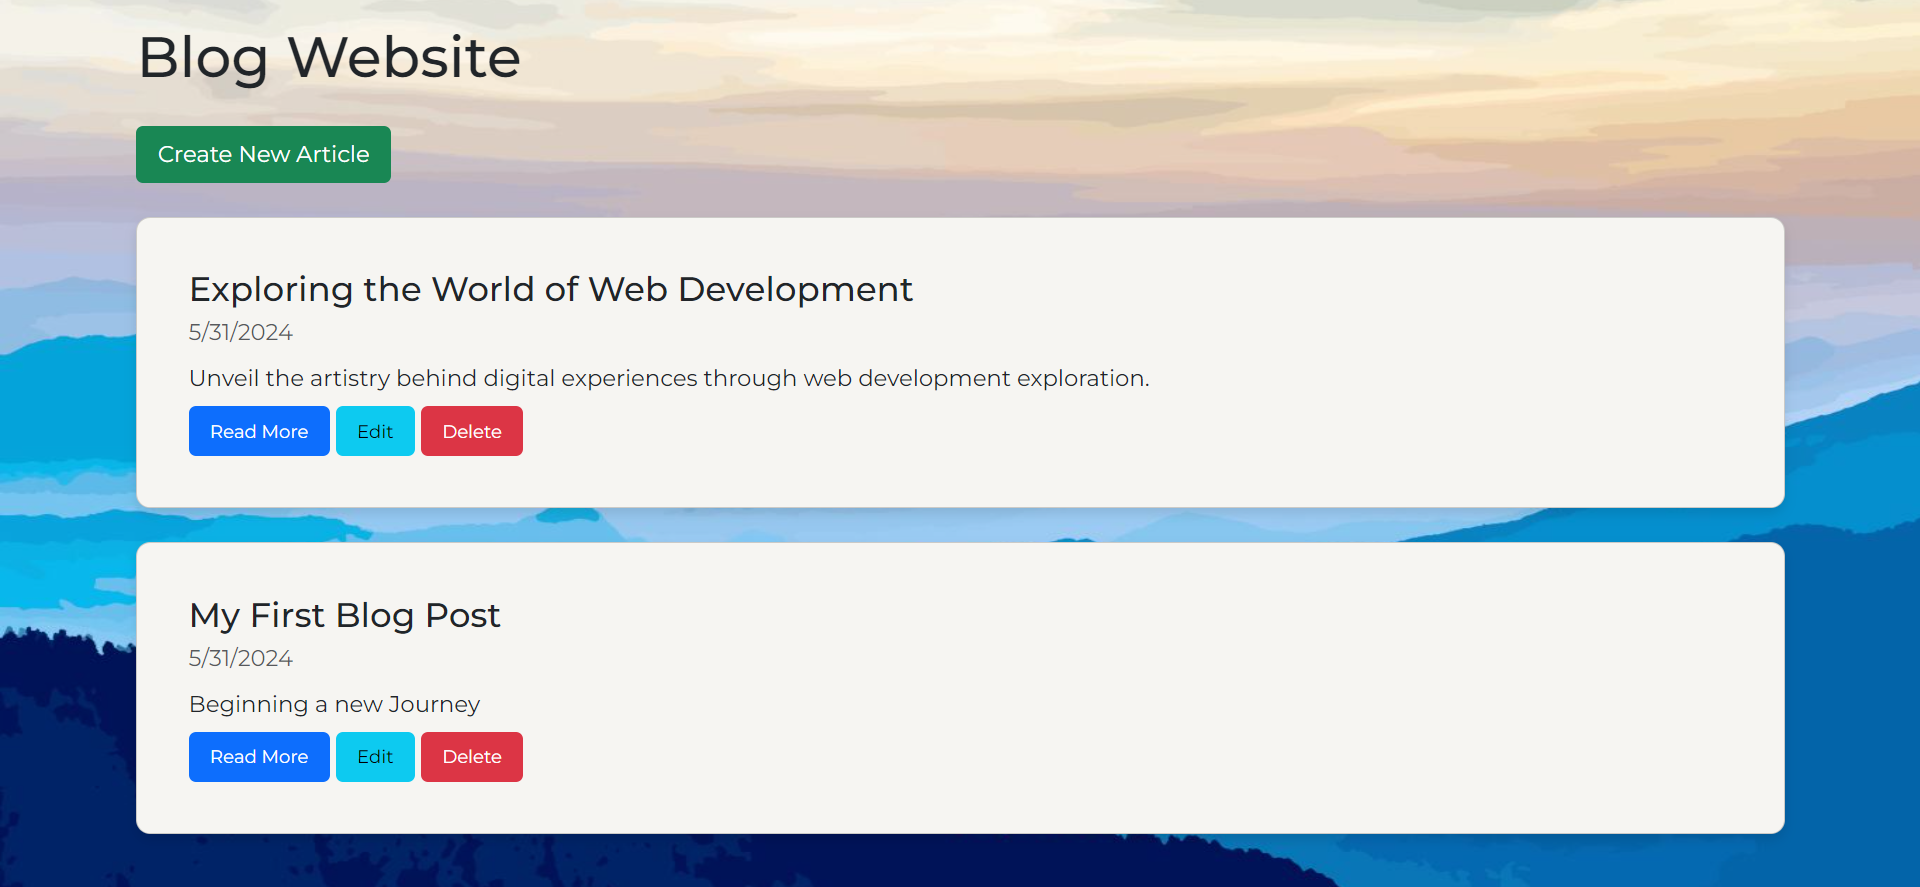 Blog Website
Create New Article
Exploring the World of Web Development
5/31/2024
Unveil the artistry behind digital experiences through web development exploration.
Read More Edit Delete
My First Blog Post
5/31/2024
Beginning a new Journey
Read More Edit Delete